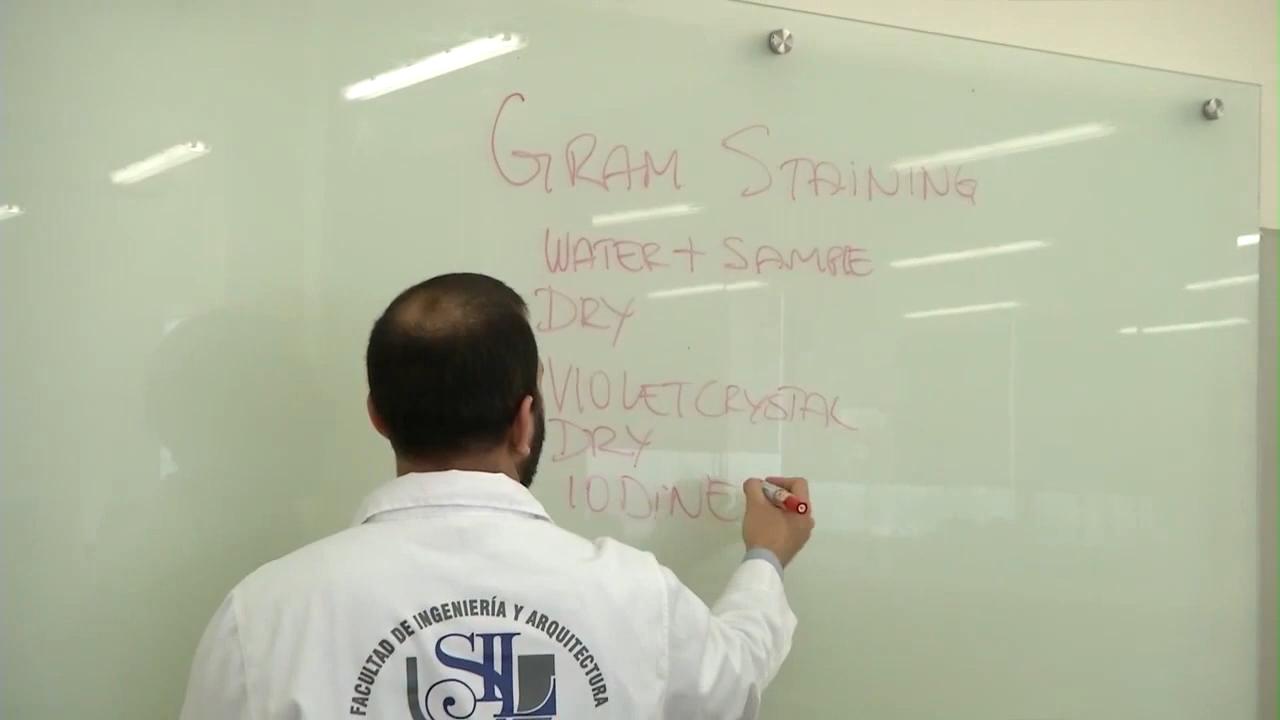 GRAM STAINING
WATER + SAMPLE
DRY
VIOLET CRYSTAL
DRY
IODINE
FACULTAD DE INGENIERÍA Y ARQUITECTURA